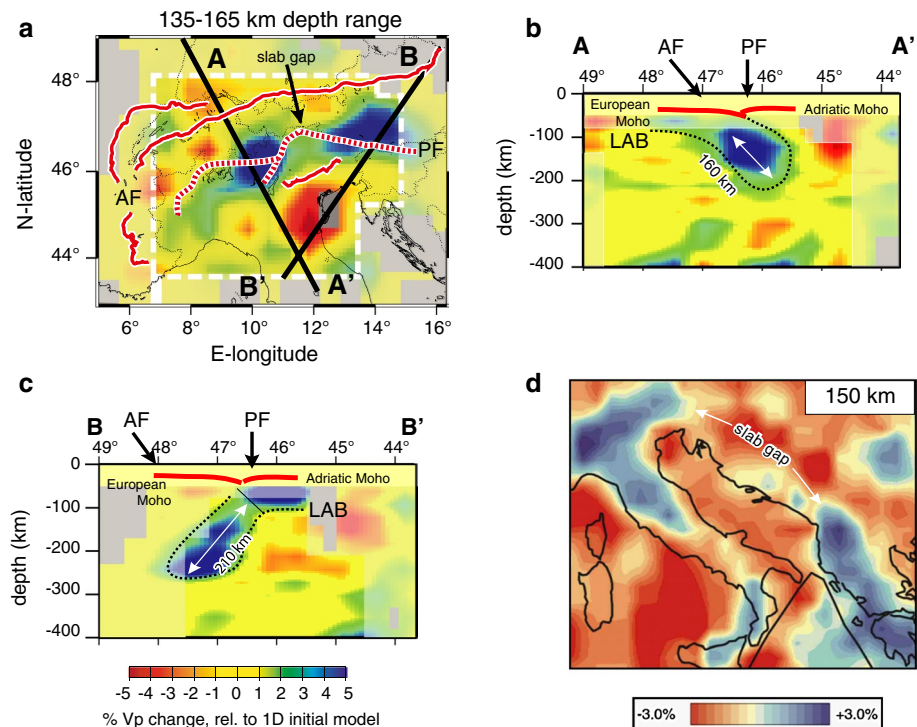 a
135-165 km depth range
A
slab gap
B
48°
46°
44°
N-latitude
AF
PF
B'
A'
6° 8° 10° 12° 14° 16°
E-longitude
b
A
AF
PF
A'
49° 48° 47° 46° 45° 44°
0
-100
-200
-300
-400
depth (km)
European
Moho
Adriatic Moho
LAB
160 km
c
B
AF
PF
B'
49° 48° 47° 46° 45° 44°
0
-100
-200
-300
-400
depth (km)
European
Moho
Adriatic Moho
LAB
210 km
-5 -4 -3 -2 -1 0 1 2 3 4 5
% Vp change, rel. to 1D initial model
d
150 km
slab gap
-3.0% +3.0%